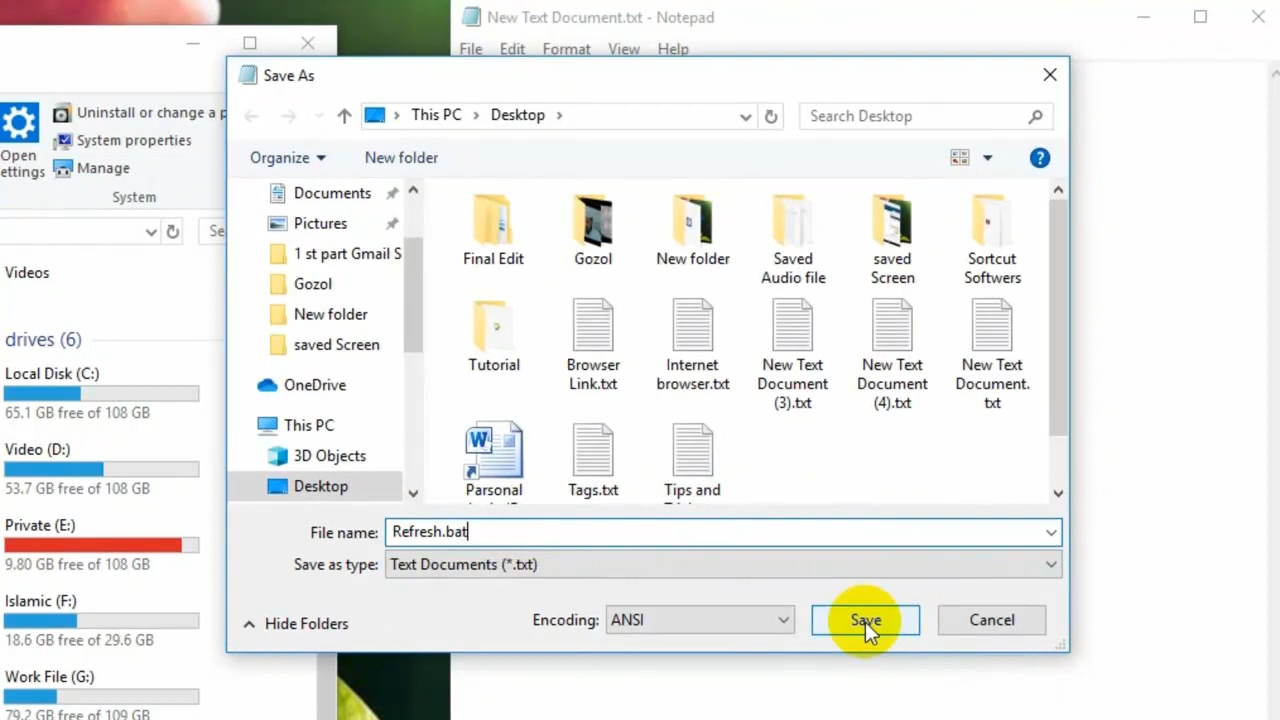 New Text Document.txt - Notepad
File Edit Format View Help
Uninstall or change a p
System properties
Manage
Open
ettings
System
Se
Videos
drives (6)
Local Disk (C:)
65.1 GB free of 108 GB
Video (D:)
53.7 GB free of 108 GB
Private (E:)
9.80 GB free of 108 GB
Islamic (F:)
18.6 GB free of 29.6 GB
Work File (G:)
79.2 GB free of 109 GB
Save As
This PC > Desktop >
Search Desktop
Organize
New folder
Documents
Pictures
1 st part Gmail S
Gozol
New folder
saved Screen
OneDrive
This PC
3D Objects
Desktop
Final Edit
Gozol
New folder
Saved
Audio file
saved
Screen
Sortcut
Softwers
Tutorial
Browser
Link.txt
Internet
browser.txt
New Text
Document
(3).txt
New Text
Document
(4).txt
New Text
Document.
txt
Parsonal
Tags.txt
Tips and
File name: Refresh.bat
Save as type: Text Documents (*.txt)
Hide Folders
Encoding: ANSI
Save
Cancel